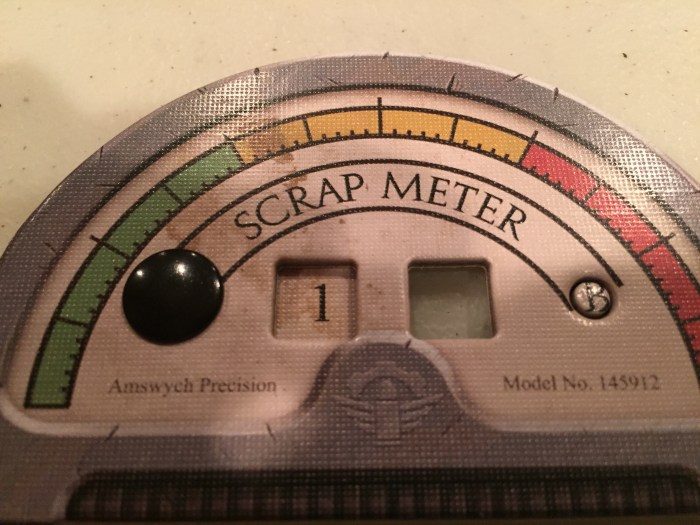 SCRAP METER
1
Amswych Precision
Model No. 145912